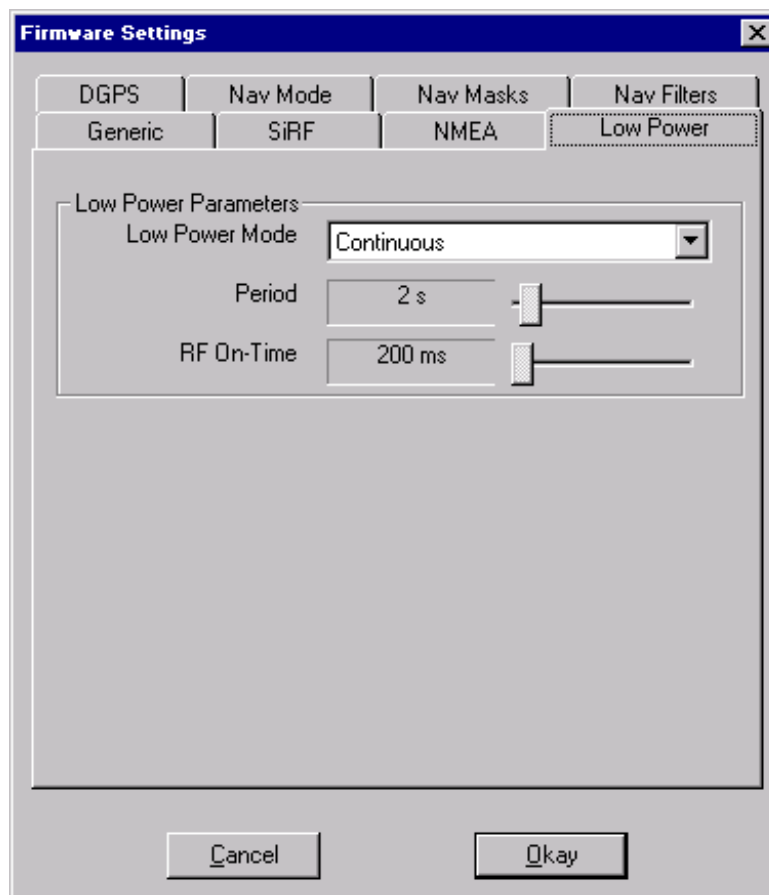 Firmware Settings
DGPS Nav Mode Nav Masks Nav Filters
Generic SiRF NMEA Low Power
Low Power Parameters
Low Power Mode Continuous
Period 2 s
RF On-Time 200 ms
Cancel Okay